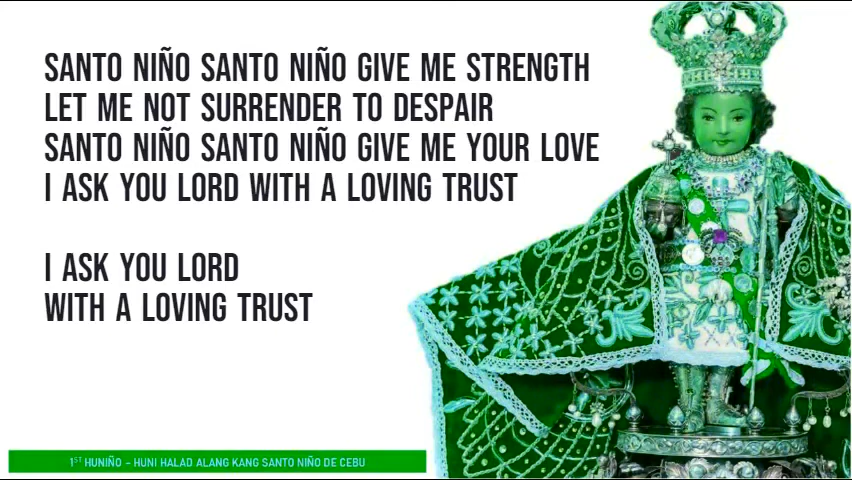 SANTO NIÑO SANTO NIÑO GIVE ME STRENGTH
LET ME NOT SURRENDER TO DESPAIR
SANTO NIÑO SANTO NIÑO GIVE ME YOUR LOVE
I ASK YOU LORD WITH A LOVING TRUST
I ASK YOU LORD
WITH A LOVING TRUST
1ST HUNIÑO – HUNI HALAD ALANG KANG SANTO NIÑO DE CEBU